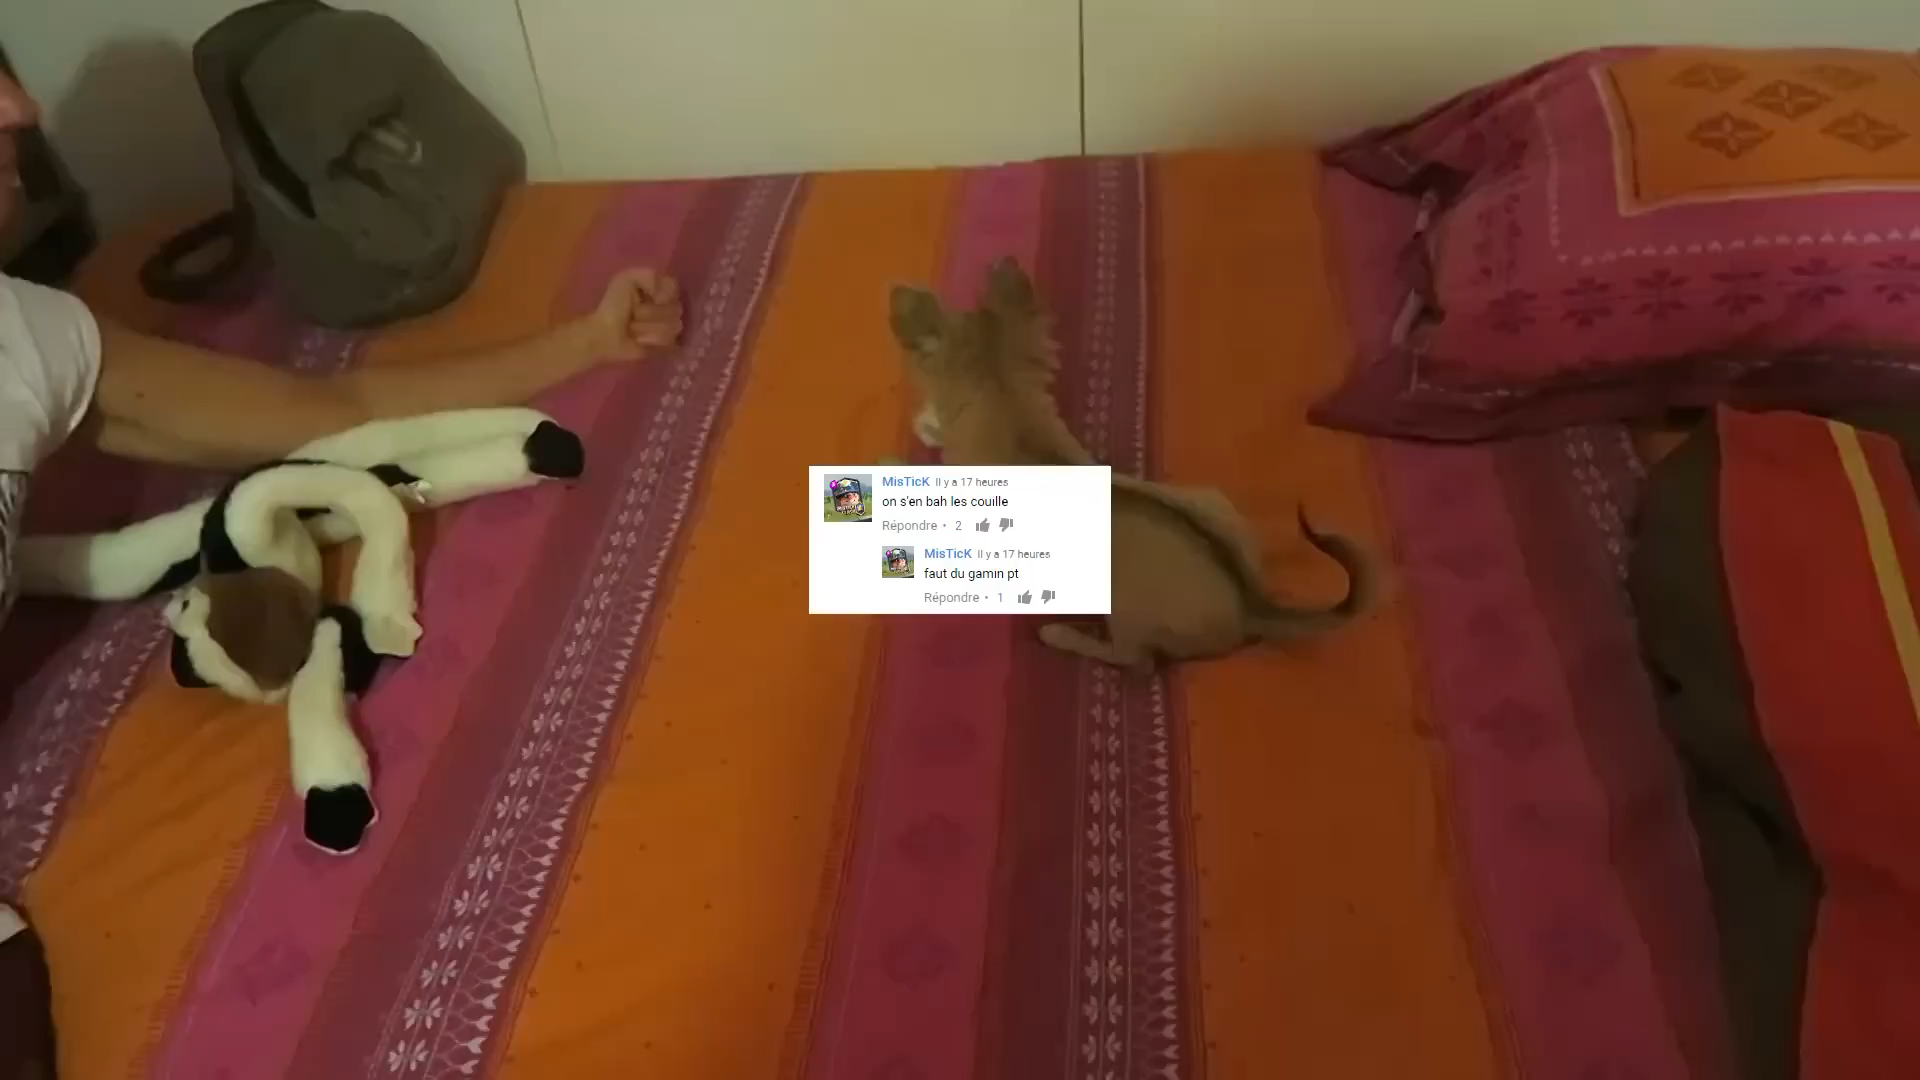 MisTicK Il y a 17 heures
on s'en bah les couille
Répondre • 2
MisTicK Il y a 17 heures
faut du gamin pt
Répondre • 1